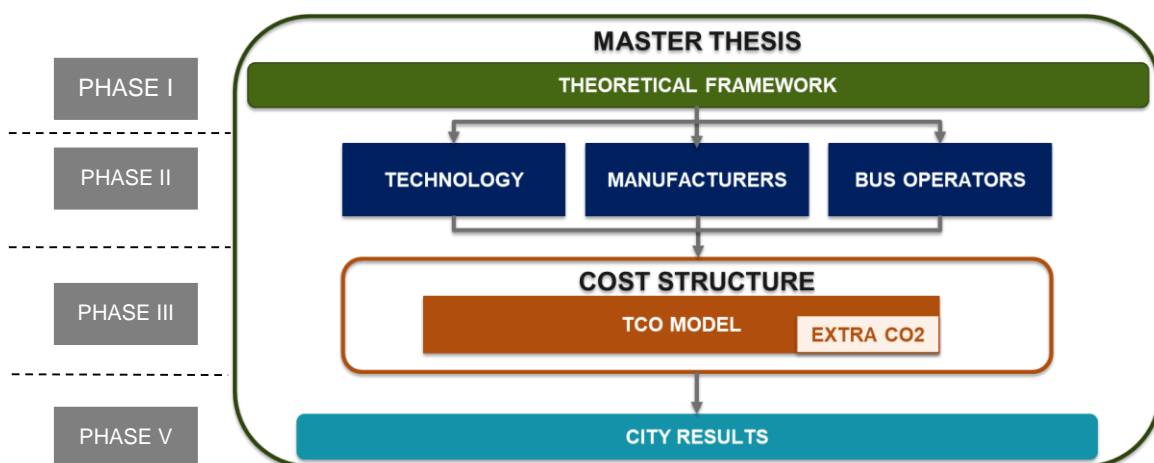 MASTER THESIS
PHASE I
THEORETICAL FRAMEWORK
PHASE II
TECHNOLOGY
MANUFACTURERS
BUS OPERATORS
COST STRUCTURE
PHASE III
TCO MODEL
EXTRA CO2
PHASE V
CITY RESULTS